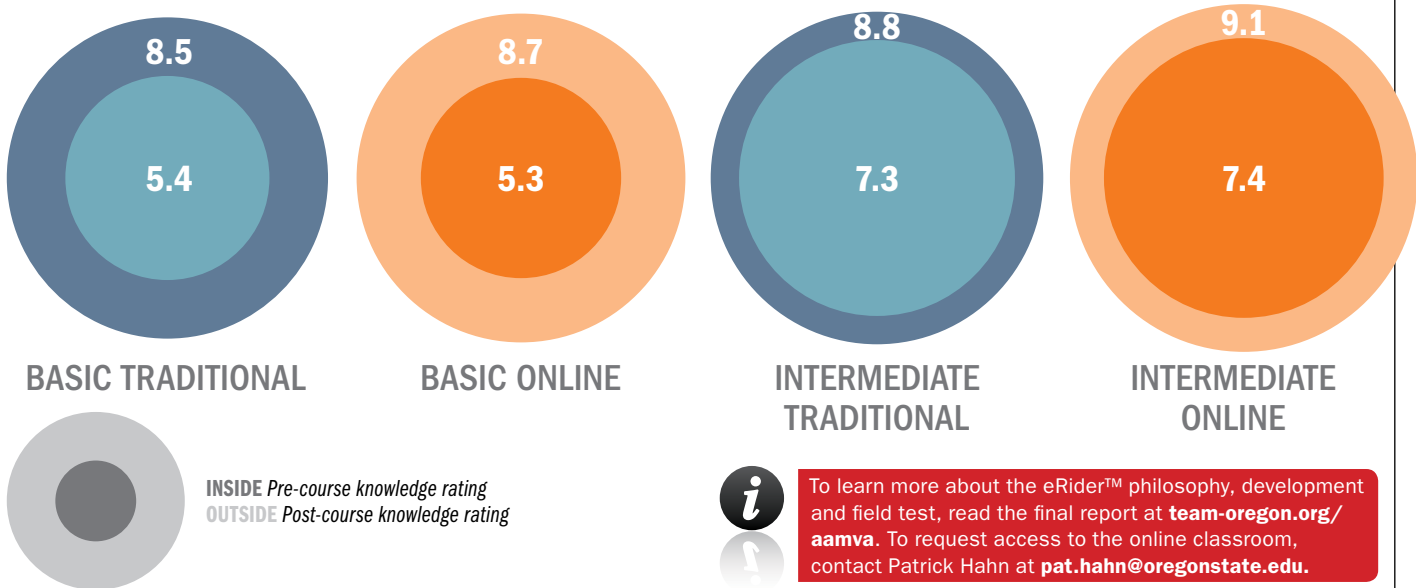 8.5
5.4
8.7
5.3
8.8
7.3
9.1
7.4
BASIC TRADITIONAL
BASIC ONLINE
INTERMEDIATE
TRADITIONAL
INTERMEDIATE
ONLINE
INSIDE Pre-course knowledge rating
OUTSIDE Post-course knowledge rating
i
To learn more about the eRider™ philosophy, development
and field test, read the final report at team-oregon.org/
aamva. To request access to the online classroom,
contact Patrick Hahn at pat.hahn@oregonstate.edu.